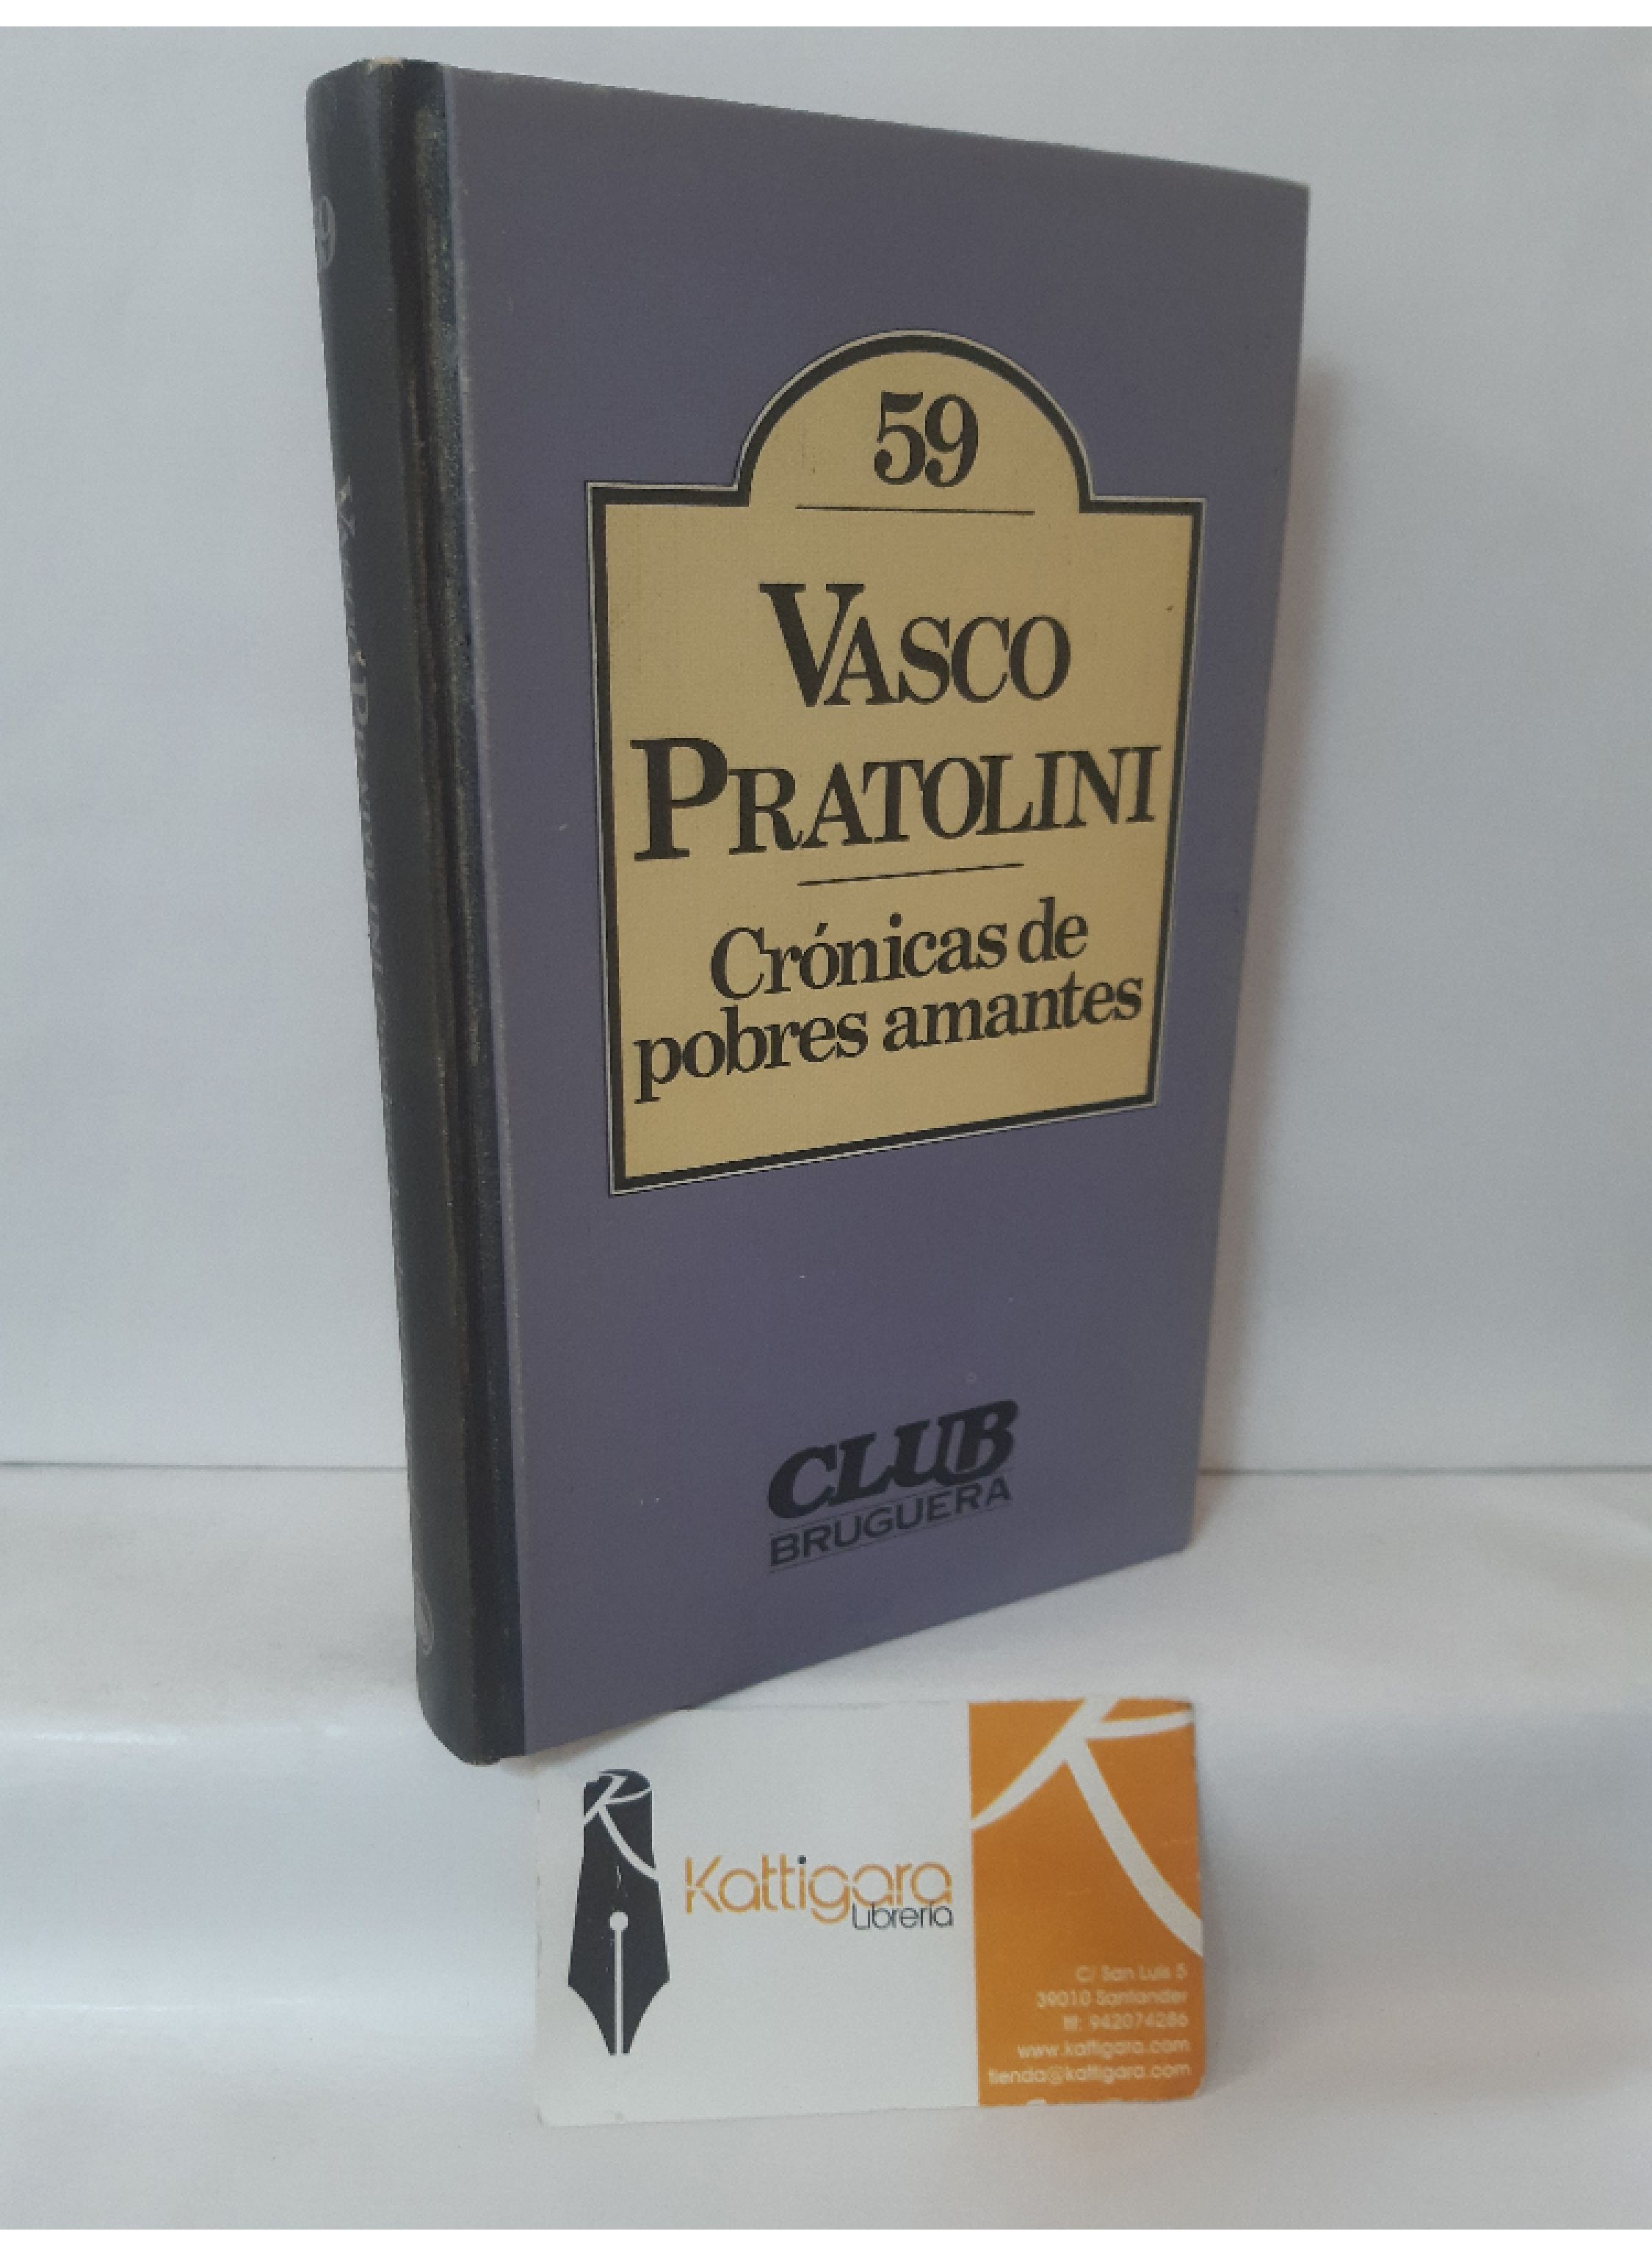 59
VASCO
PRATOLINI
Crónicas de
pobres amantes
CLUB
BRUGUERA
Kattigara
Librería
C/ San Luis 5
39010 Santander
tlf: 942074286
www.kattigara.com
tienda@kattigara.com